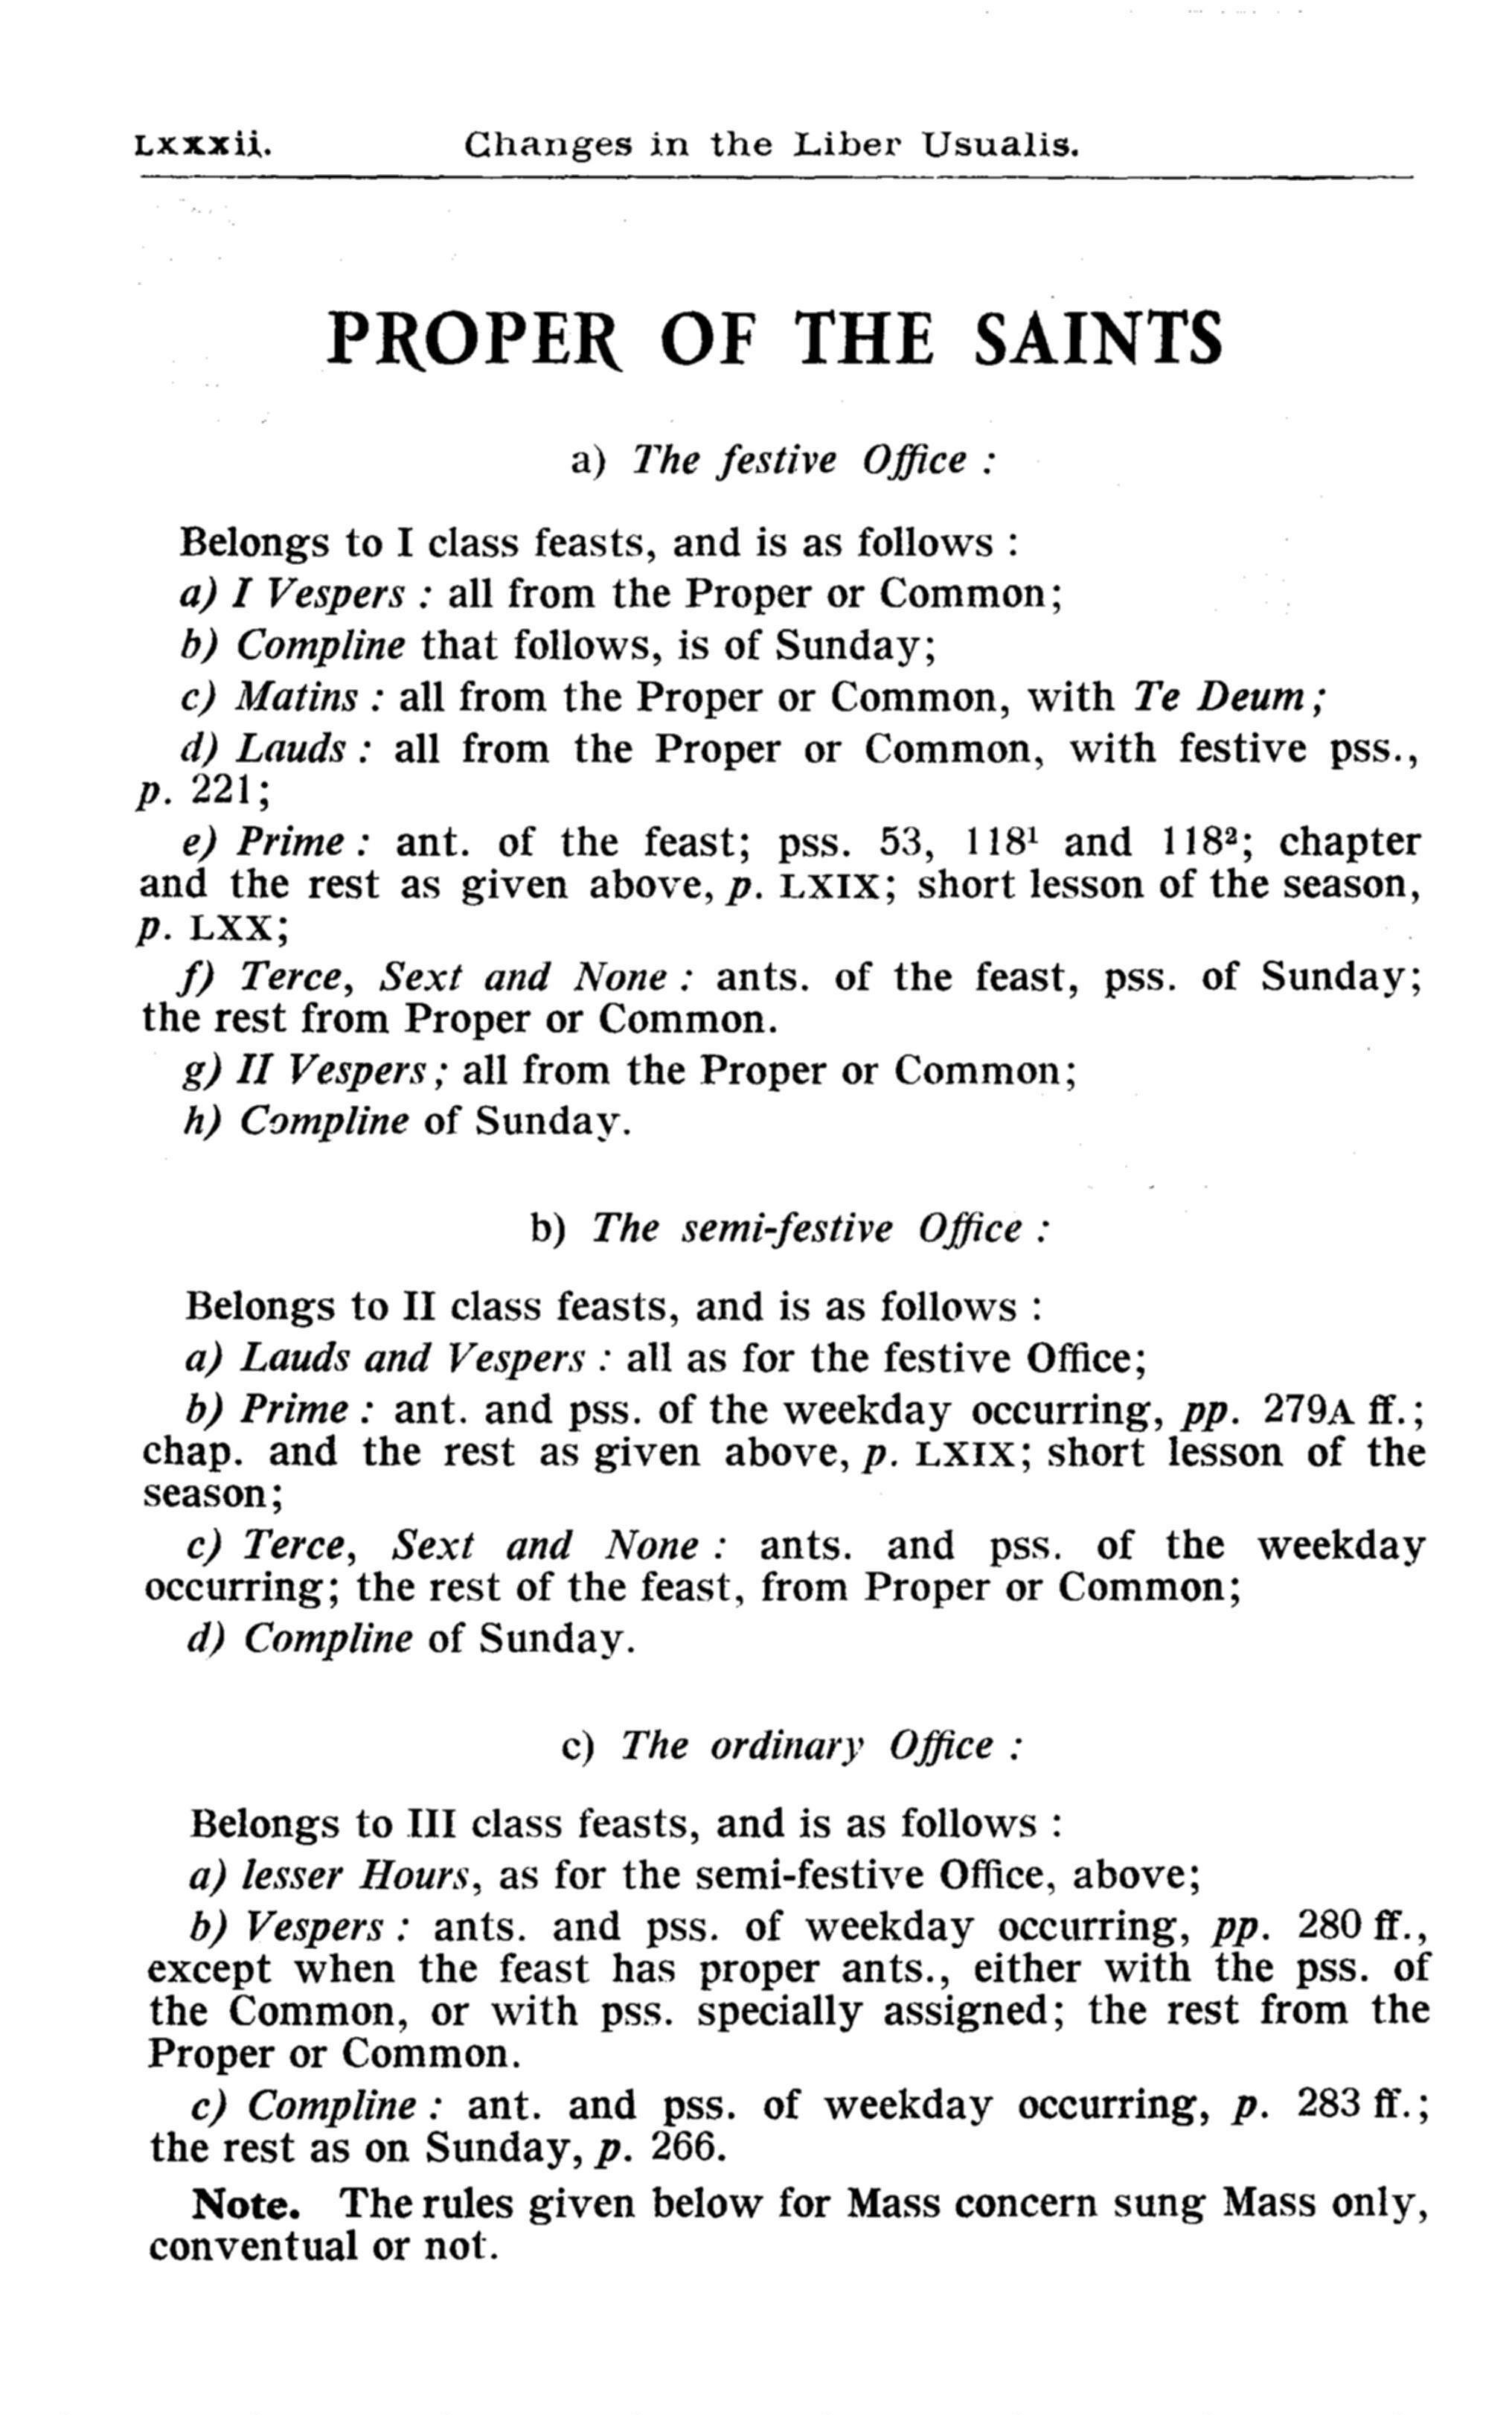 Lxxxii. Changes in the Liber Usualis.
PROPER OF THE SAINTS
a) The festive Office :
Belongs to I class feasts, and is as follows :
a) I Vespers : all from the Proper or Common;
b) Compline that follows, is of Sunday;
c) Matins : all from the Proper or Common, with Te Deum;
d) Lauds : all from the Proper or Common, with festive pss.,
p. 221;
e) Prime : ant. of the feast; pss. 53, 118¹ and 118²; chapter
and the rest as given above, p. LXIX; short lesson of the season,
p. LXX;
f) Terce, Sext and None : ants. of the feast, pss. of Sunday;
the rest from Proper or Common.
g) II Vespers; all from the Proper or Common;
h) Compline of Sunday.
b) The semi-festive Office :
Belongs to II class feasts, and is as follows :
a) Lauds and Vespers : all as for the festive Office;
b) Prime : ant. and pss. of the weekday occurring, pp. 279A ff.;
chap. and the rest as given above, p. LXIX; short lesson of the
season;
c) Terce, Sext and None : ants. and pss. of the weekday
occurring; the rest of the feast, from Proper or Common;
d) Compline of Sunday.
c) The ordinary Office :
Belongs to III class feasts, and is as follows :
a) lesser Hours, as for the semi-festive Office, above;
b) Vespers : ants. and pss. of weekday occurring, pp. 280 ff.,
except when the feast has proper ants., either with the pss. of
the Common, or with pss. specially assigned; the rest from the
Proper or Common.
c) Compline : ant. and pss. of weekday occurring, p. 283 ff.;
the rest as on Sunday, p. 266.
Note. The rules given below for Mass concern sung Mass only,
conventual or not.